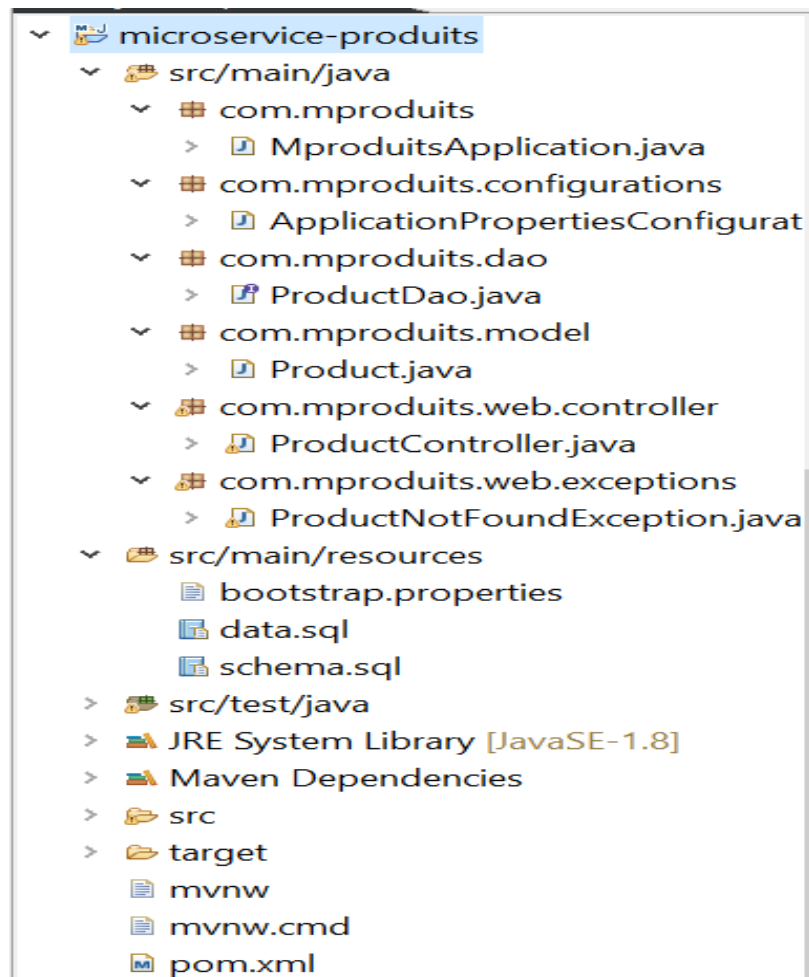 microservice-produits
src/main/java
com.mproduits
MproduitsApplication.java
com.mproduits.configurations
ApplicationPropertiesConfigurat
com.mproduits.dao
ProductDao.java
com.mproduits.model
Product.java
com.mproduits.web.controller
ProductController.java
com.mproduits.web.exceptions
ProductNotFoundException.java
src/main/resources
bootstrap.properties
data.sql
schema.sql
src/test/java
JRE System Library [JavaSE-1.8]
Maven Dependencies
src
target
mvnw
mvnw.cmd
pom.xml